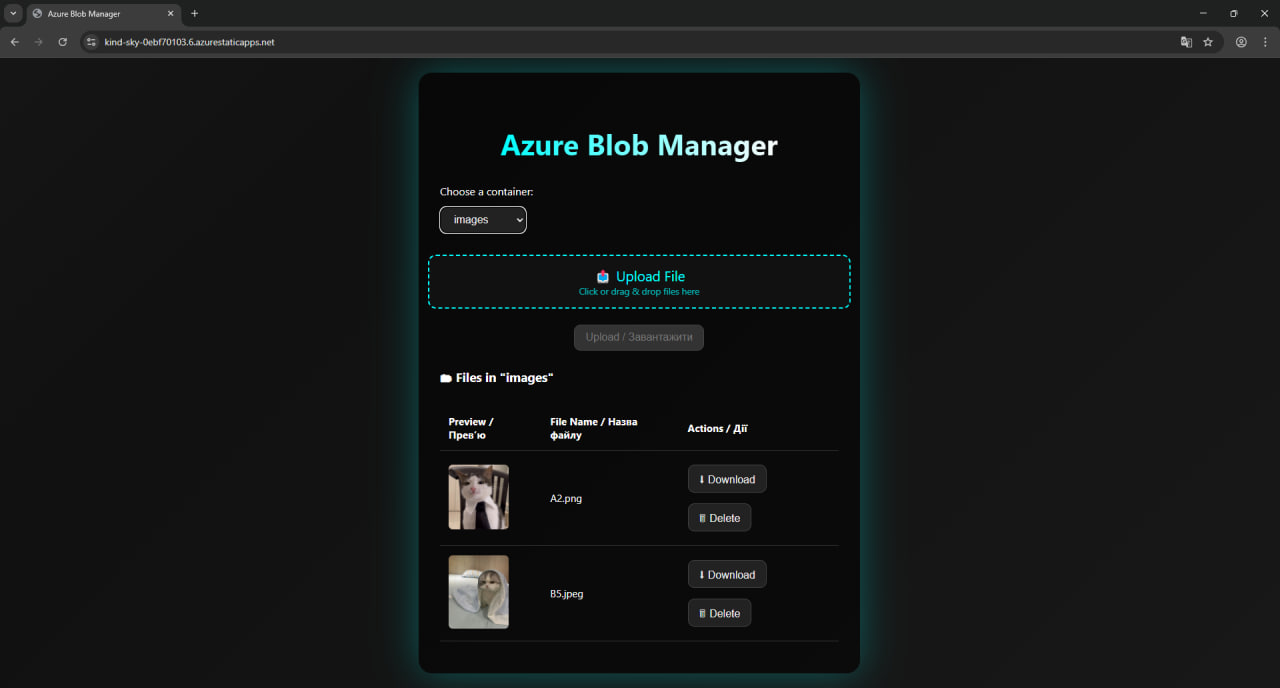 Azure Blob Manager
kind-sky-0ebf70103.6.azurestaticapps.net
Azure Blob Manager
Choose a container:
images
Upload File
Click or drag & drop files here
Upload / Завантажити
Files in "images"
Preview /
Прев'ю
File Name / Назва
файлу
Actions / Дії
A2.png
Download
Delete
B5.jpeg
Download
Delete